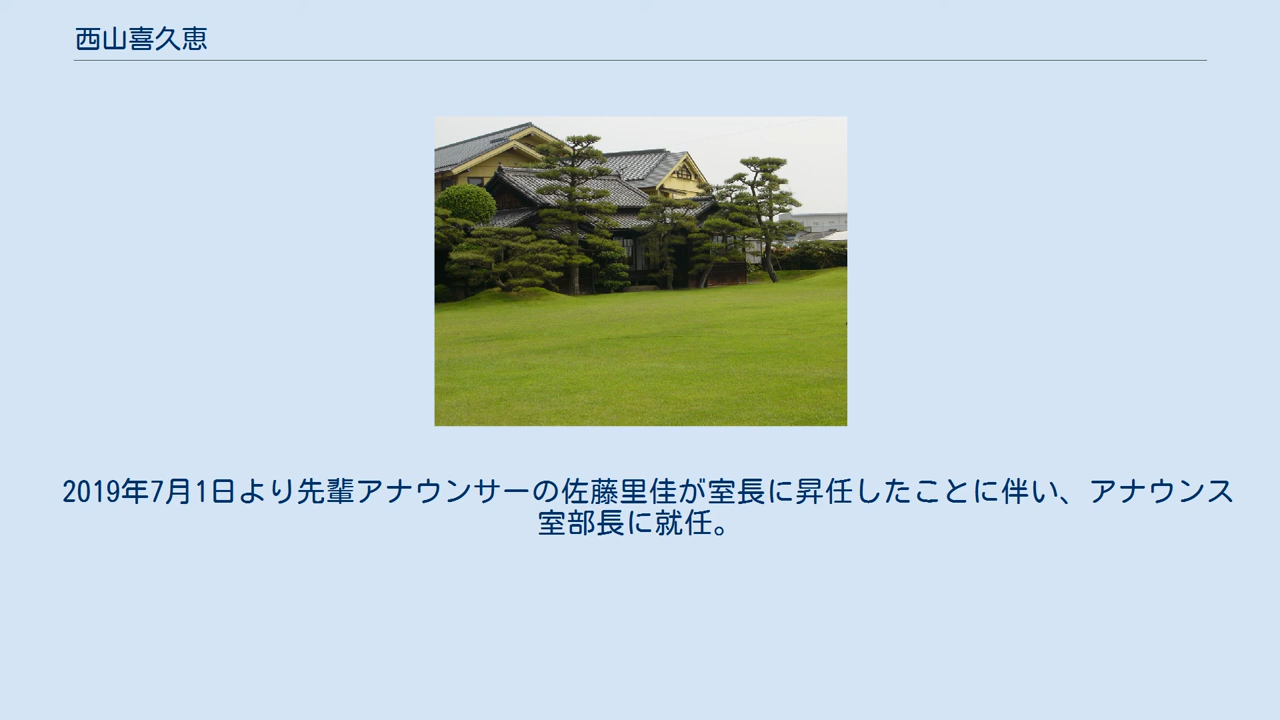 西山喜久恵
2019年7月1日より先輩アナウンサーの佐藤里佳が室長に昇任したことに伴い、アナウンス
室部長に就任。